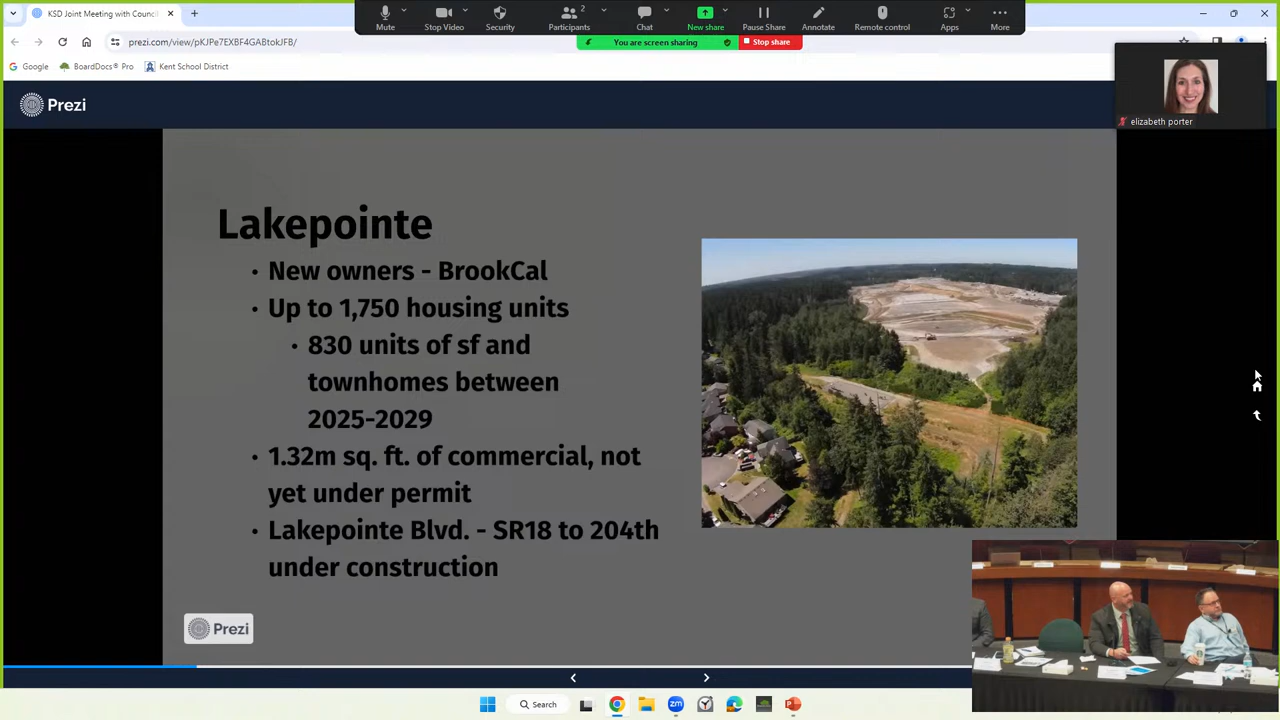 KSD Joint Meeting with Counci
prezi.com/view/pKJPe7EXBF4GABtokJFB/
Google
BoardDocs® Pro
Kent School District
Mute
Stop Video
Security
2
Participants
Chat
New share
Pause Share
Annotate
Remote Control
Apps
More
You are screen sharing
Stop share
elizabeth porter
Prezi
Lakepointe
• New owners - BrookCal
• Up to 1,750 housing units
• 830 units of sf and
townhomes between
2025-2029
• 1.32m sq. ft. of commercial, not
yet under permit
• Lakepointe Blvd. - SR18 to 204th
under construction
Prezi
Search
zm